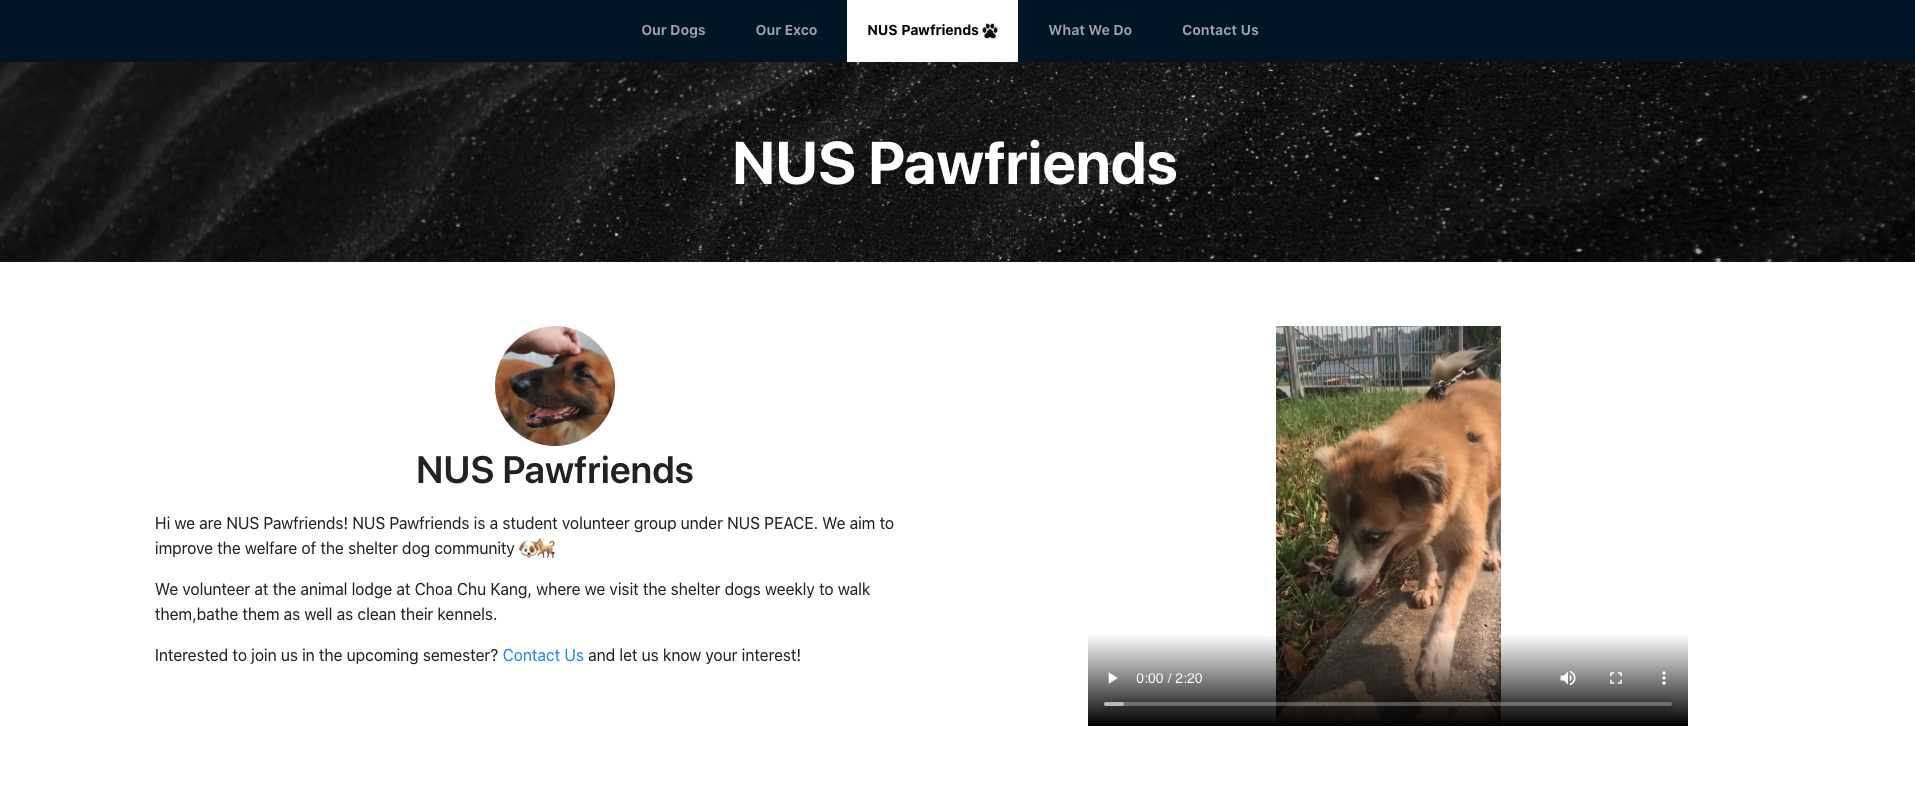 Our Dogs Our Exco NUS Pawfriends What We Do Contact Us
NUS Pawfriends
NUS Pawfriends
Hi we are NUS Pawfriends! NUS Pawfriends is a student volunteer group under NUS PEACE. We aim to
improve the welfare of the shelter dog community 🐶🐕
We volunteer at the animal lodge at Choa Chu Kang, where we visit the shelter dogs weekly to walk
them,bathe them as well as clean their kennels.
Interested to join us in the upcoming semester? Contact Us and let us know your interest!
0:00 / 2:20